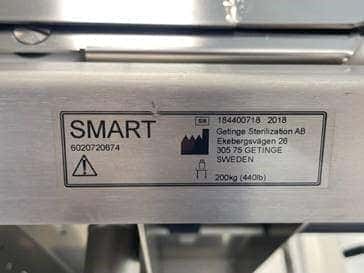 SMART
6020720674
SN 184400718 2018
Getinge Sterilization AB
Ekebergsvägen 26
305 75 GETINGE
SWEDEN
200kg (440lb)